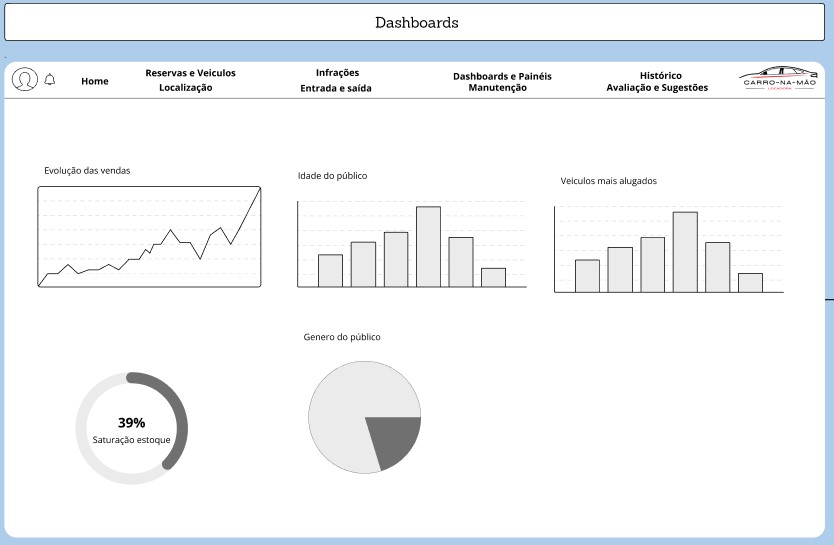 Dashboards
Home
Reservas e Veiculos
Localização
Infrações
Entrada e saída
Dashboards e Painéis
Manutenção
Histórico
Avaliação e Sugestões
CARRO-NA-MÃO
LOCADORA
Evolução das vendas
Idade do público
Veiculos mais alugados
39%
Saturação estoque
Genero do público